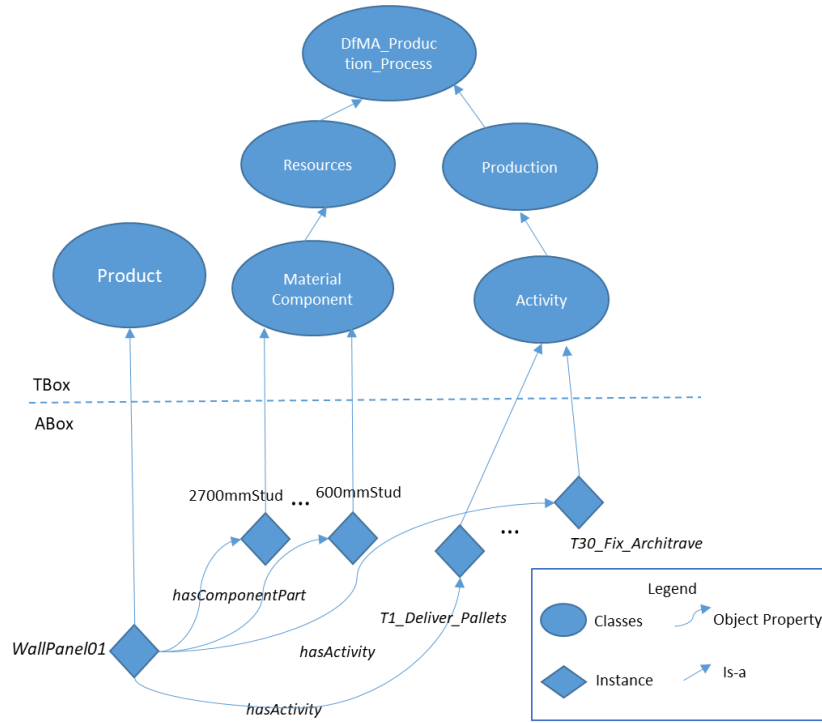 DfMA_Produc
tion_Process
Resources
Production
Product
Material
Component
Activity
TBox
ABox
2700mmStud
...
600mmStud
...
T30_Fix_Architrave
hasComponentPart
T1_Deliver_Pallets
WallPanel01
hasActivity
hasActivity
Legend
Classes
Object Property
Instance
Is-a